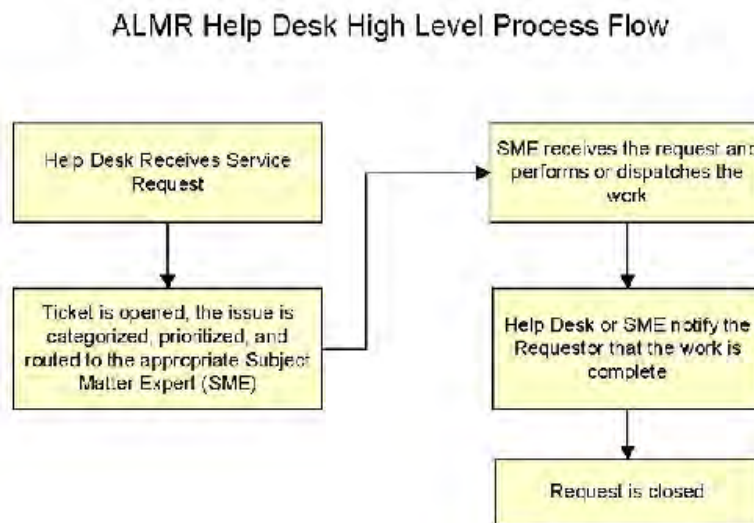 ALMR Help Desk High Level Process Flow
Help Desk Receives Service
Request
Ticket is opened, the issue is
categorized, prioritized, and
routed to the appropriate Subject
Matter Expert (SME)
SME receives the request and
performs or dispatches the
work
Help Desk or SME notify the
Requestor that the work is
complete
Request is closed